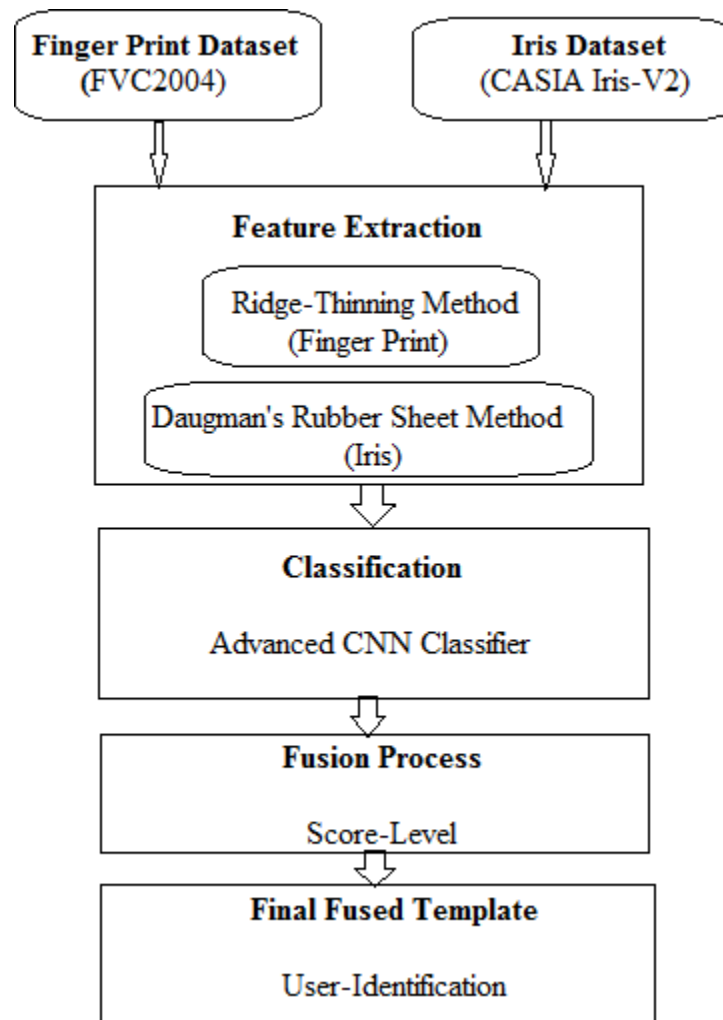 Finger Print Dataset
(FVC2004)
Iris Dataset
(CASIA Iris-V2)
Feature Extraction
Ridge-Thinning Method
(Finger Print)
Daugman's Rubber Sheet Method
(Iris)
Classification
Advanced CNN Classifier
Fusion Process
Score-Level
Final Fused Template
User-Identification